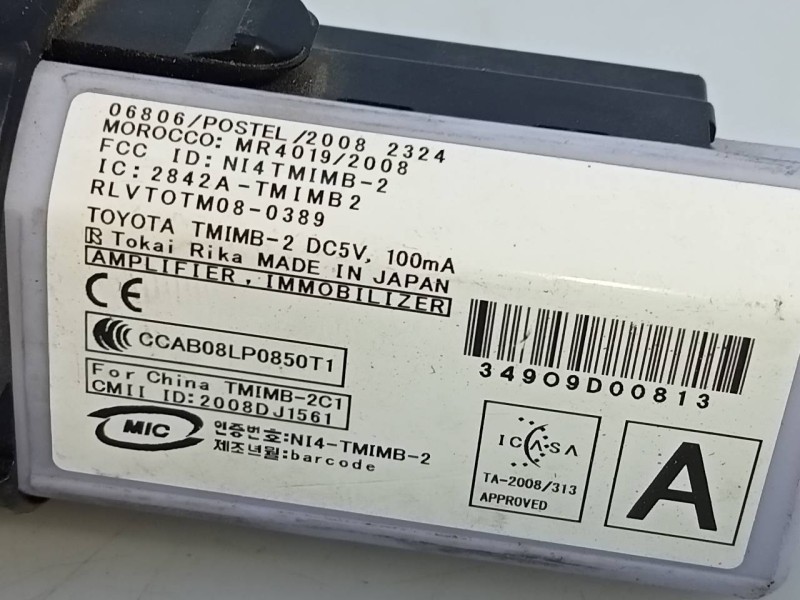 06806/POSTEL/2008 2324
MOROCCO: MR4019/2008
FCC ID: NI4TMIMB-2
IC: 2842A-TMIMB2
RLVTOTM08-0389
TOYOTA TMIMB-2 DC5V, 100mA
Tokai Rika MADE IN JAPAN
AMPLIFIER, IMMOBILIZER
CE
CCAB08LP0850T1
For China TMIMB-2C1
CMII ID:2008DJ1561
MIC
인증번호:NI4-TMIMB-2
제조년월:barcode
34909D00813
ICASA
TA-2008/313
APPROVED
A